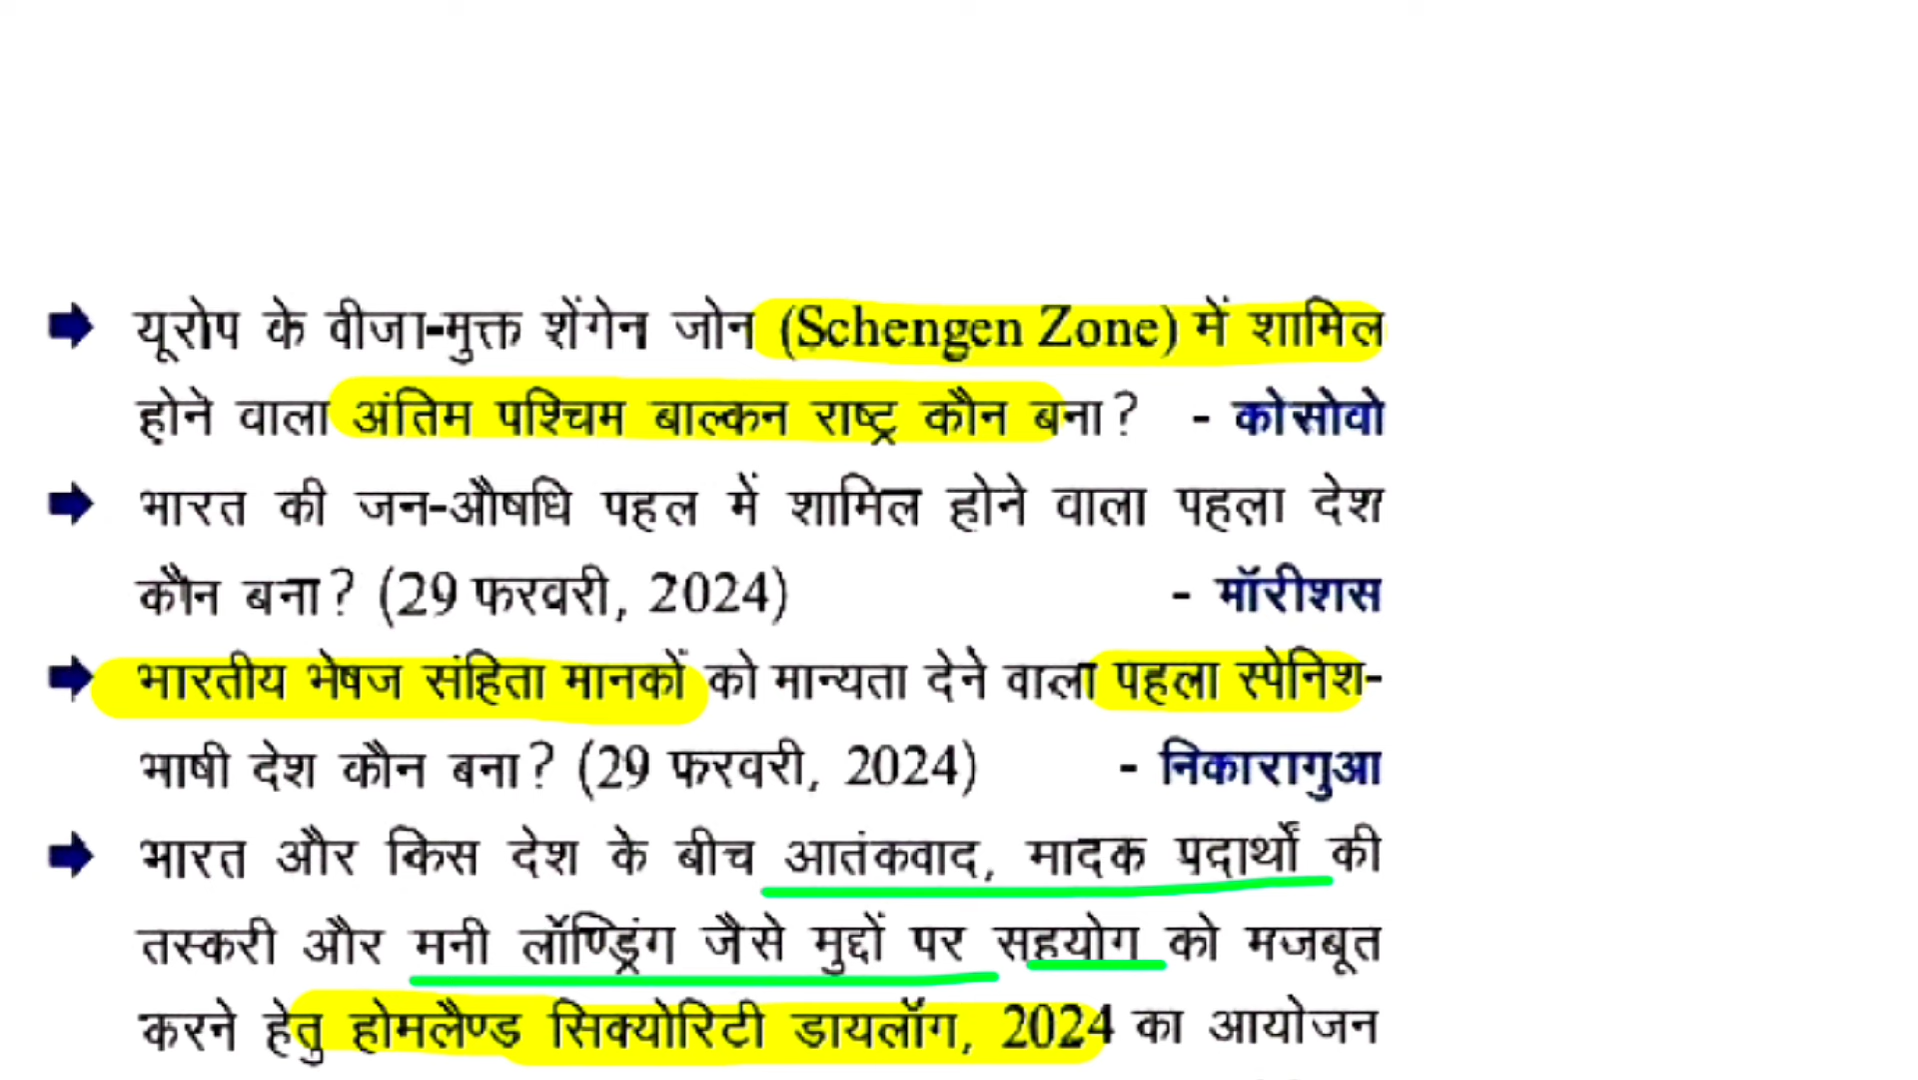 यूरोप के वीजा-मुक्त शेंगेन जोन (Schengen Zone) में शामिल
होने वाला अंतिम पश्चिम बाल्कन राष्ट्र कौन बना? - कोसोवो
भारत की जन-औषधि पहल में शामिल होने वाला पहला देश
कौन बना? (29 फरवरी, 2024) - मॉरीशस
भारतीय भेषज संहिता मानकों को मान्यता देने वाला पहला स्पेनिश-
भाषी देश कौन बना? (29 फरवरी, 2024) - निकारागुआ
भारत और किस देश के बीच आतंकवाद, मादक पदार्थों की
तस्करी और मनी लॉण्ड्रिंग जैसे मुद्दों पर सहयोग को मजबूत
करने हेतु होमलैण्ड सिक्योरिटी डायलॉग, 2024 का आयोजन